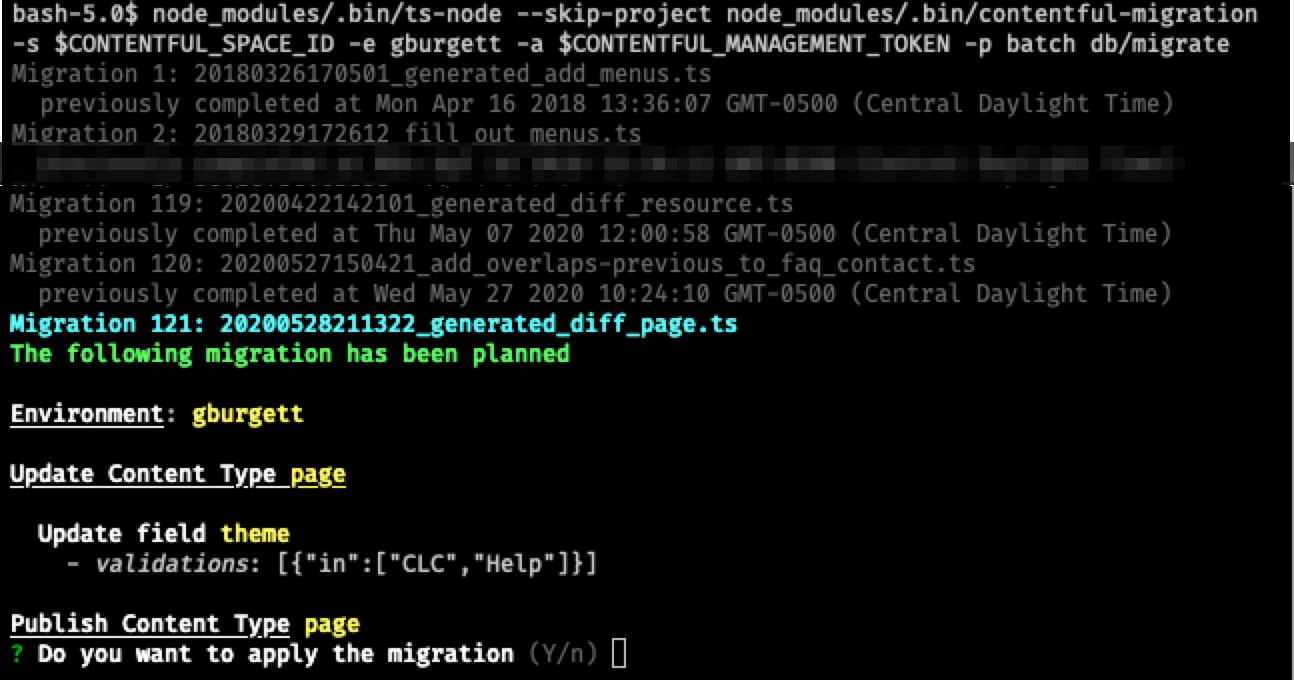 bash-5.0$ node_modules/.bin/ts-node --skip-project node_modules/.bin/contentful-migration
-s $CONTENTFUL_SPACE_ID -e gburgett -a $CONTENTFUL_MANAGEMENT_TOKEN -p batch db/migrate
Migration 1: 20180326170501_generated_add_menus.ts
previously completed at Mon Apr 16 2018 13:36:07 GMT-0500 (Central Daylight Time)
Migration 2: 20180329172612_fill_out_menus.ts
Migration 119: 20200422142101_generated_diff_resource.ts
previously completed at Thu May 07 2020 12:00:58 GMT-0500 (Central Daylight Time)
Migration 120: 20200527150421_add_overlaps-previous_to_faq_contact.ts
previously completed at Wed May 27 2020 10:24:10 GMT-0500 (Central Daylight Time)
Migration 121: 20200528211322_generated_diff_page.ts
The following migration has been planned
Environment: gburgett
Update Content Type page
Update field theme
- validations: [{"in":["CLC","Help"]}]
Publish Content Type page
? Do you want to apply the migration (Y/n)